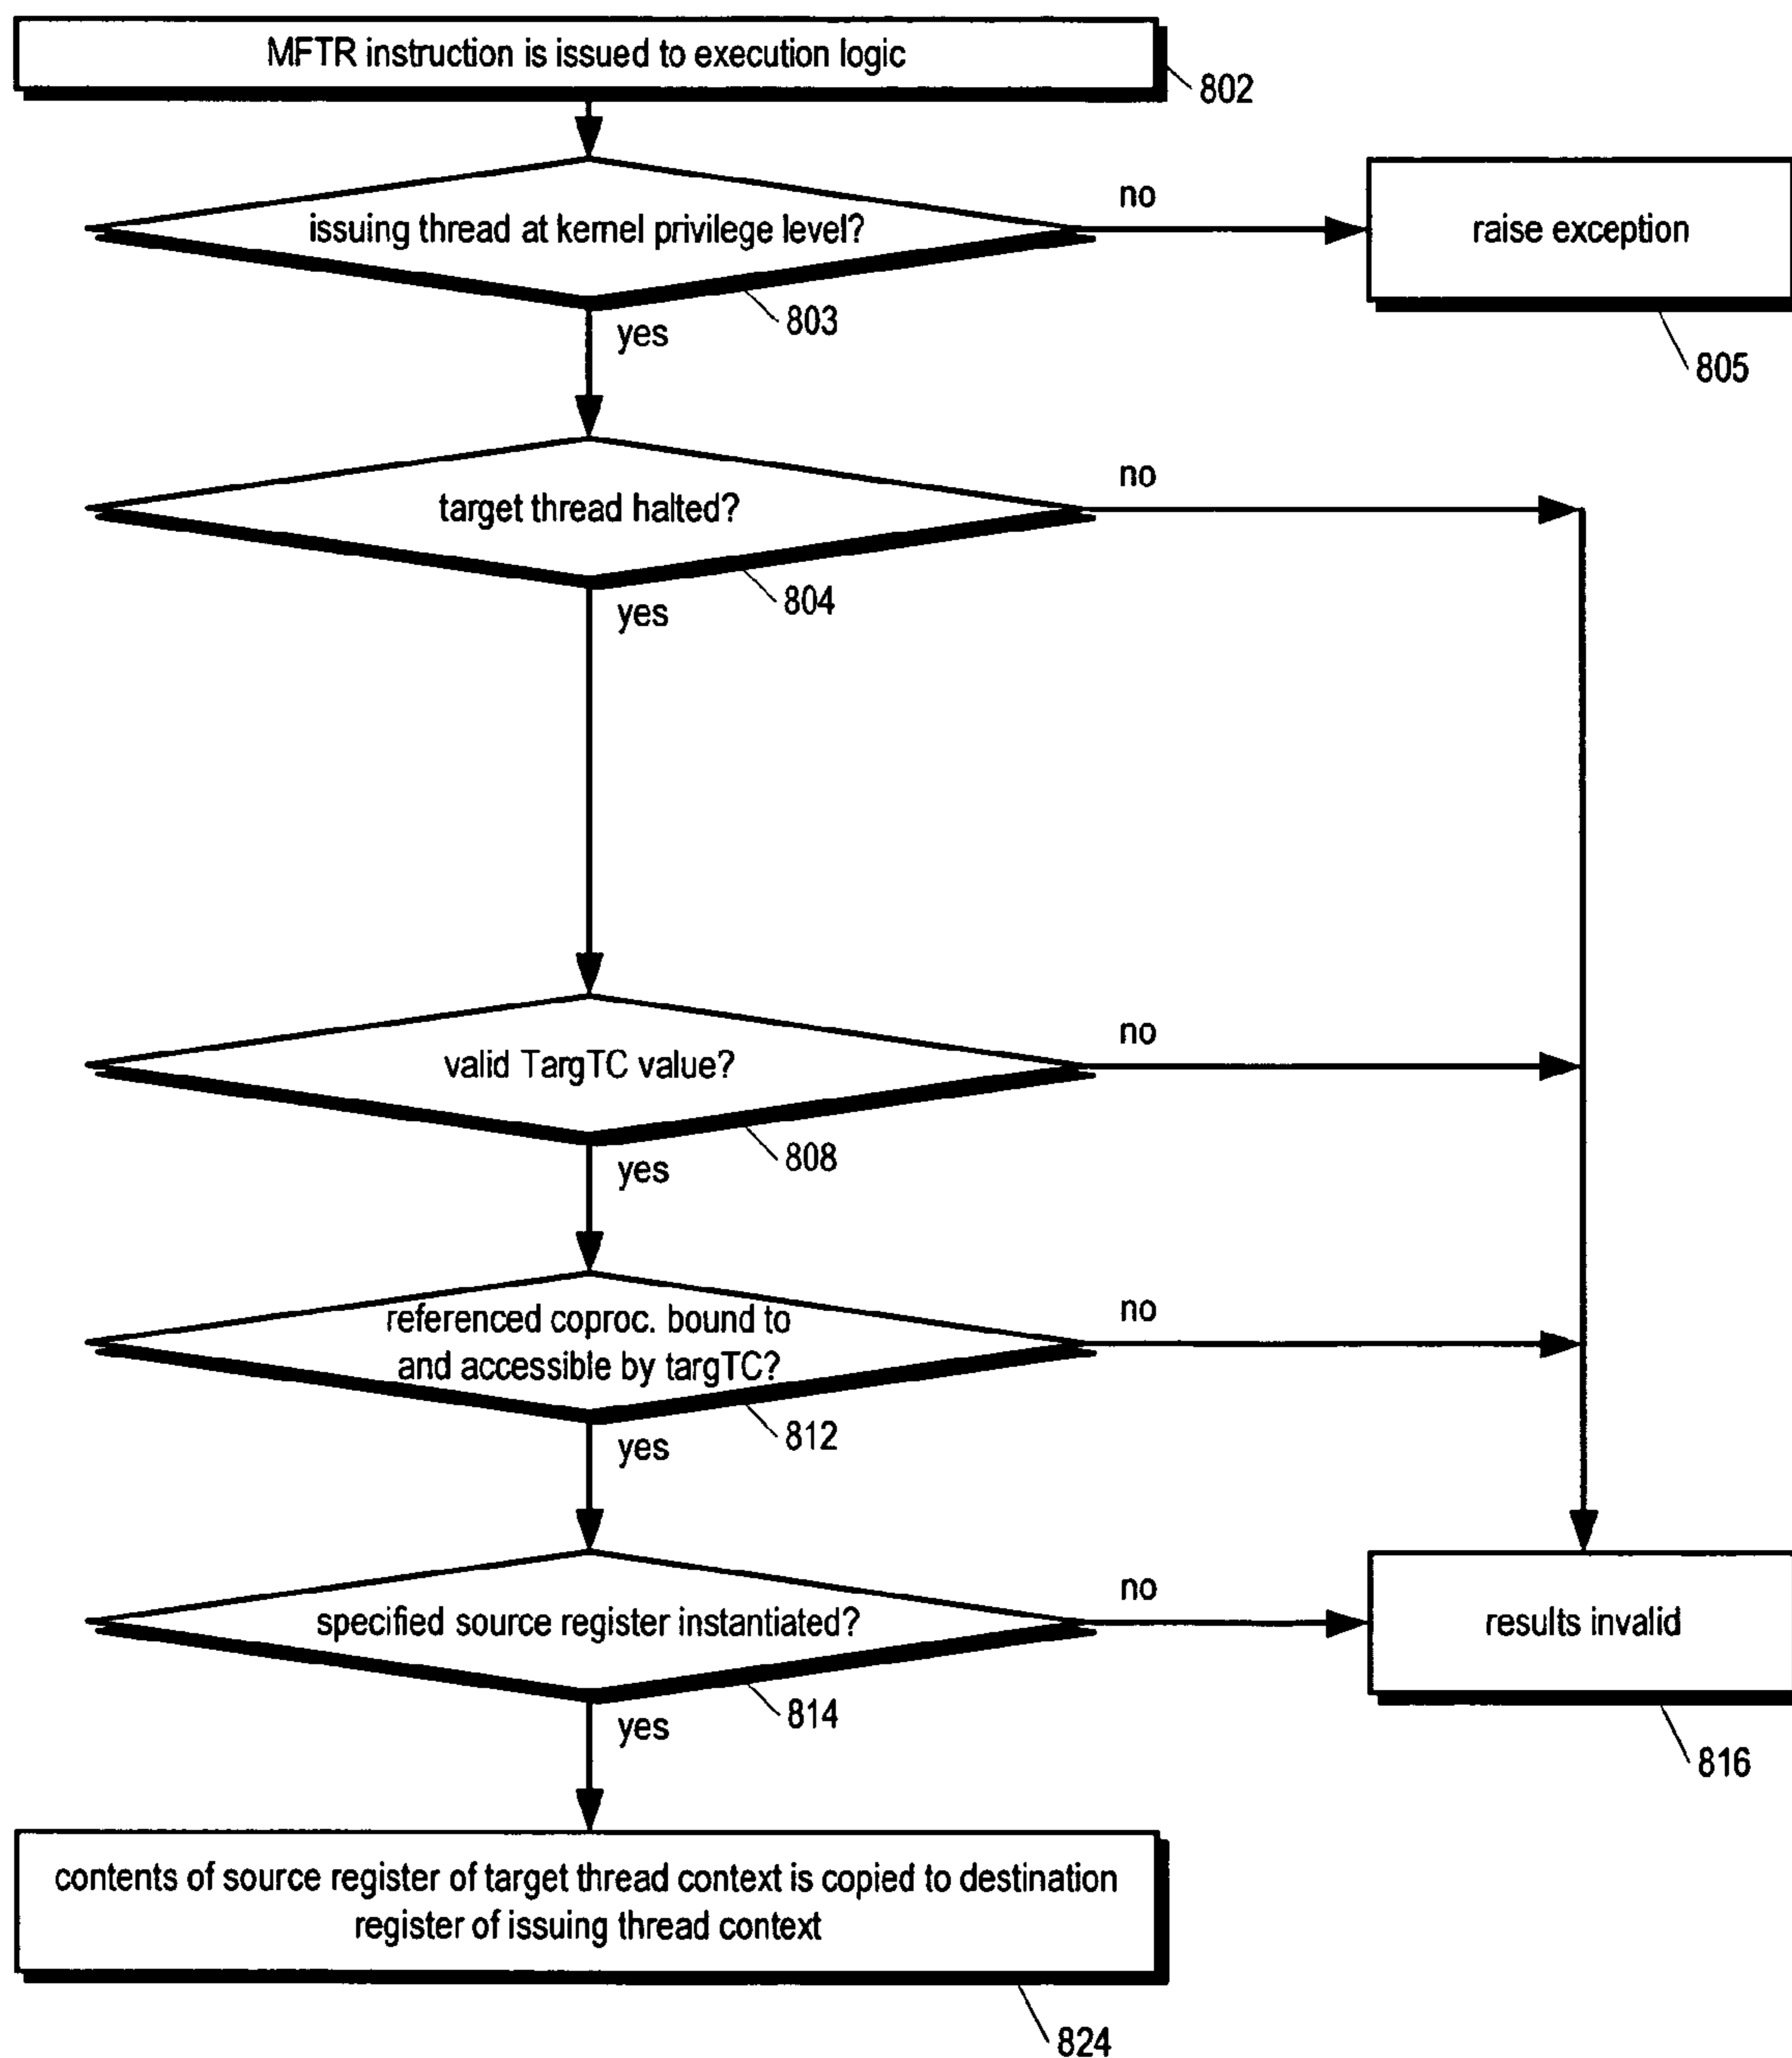 MFTR instruction is issued to execution logic
802
issuing thread at kernel privilege level?
no
raise exception
803
yes
805
target thread halted?
no
804
yes
valid TargTC value?
no
808
yes
referenced coproc. bound to
and accessible by targTC?
no
812
yes
specified source register instantiated?
no
results invalid
814
yes
816
contents of source register of target thread context is copied to destination
register of issuing thread context
824